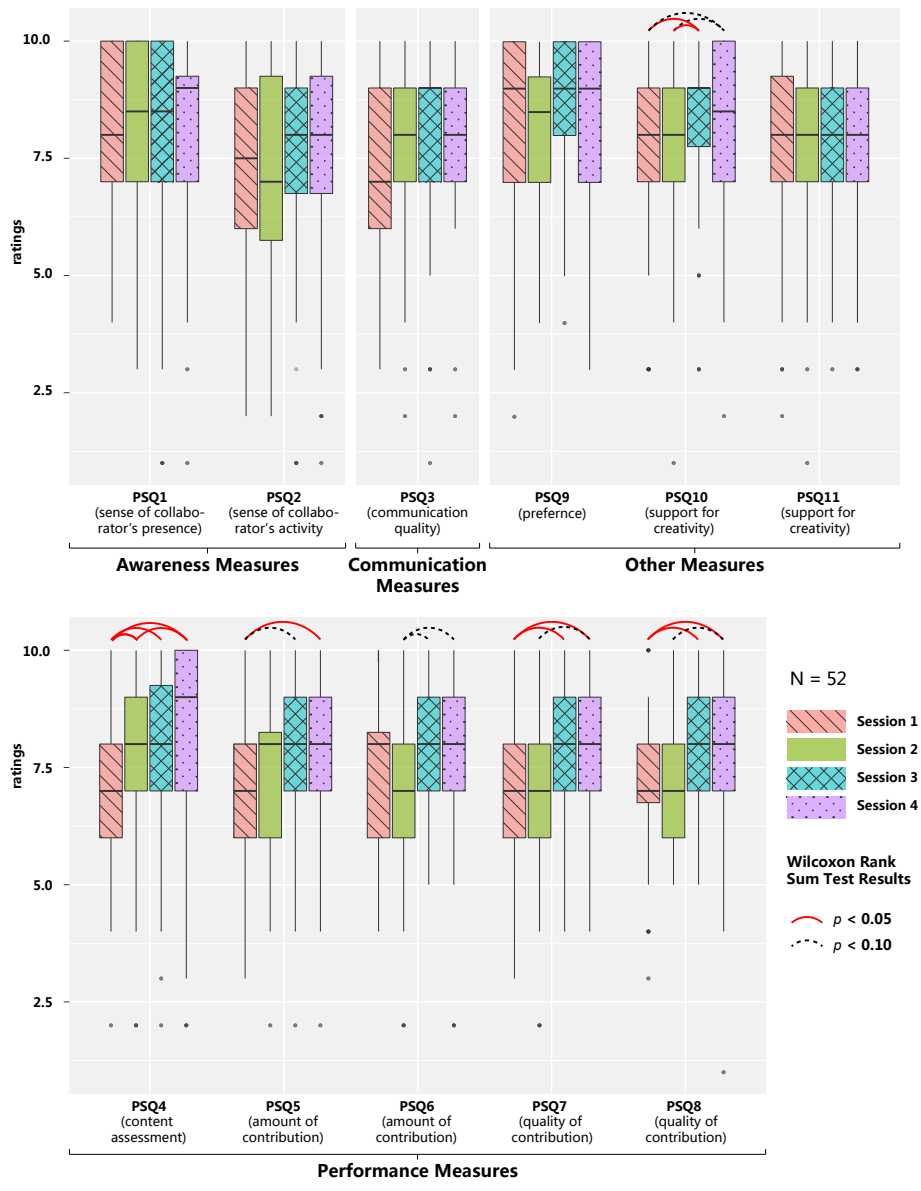 10.0
7.5
5.0
2.5
ratings
PSQ1
(sense of collabo-
rator's presence)
PSQ2
(sense of collabo-
rator's activity
PSQ3
(communication
quality)
PSQ9
(prefernce)
PSQ10
(support for
creativity)
PSQ11
(support for
creativity)
Awareness Measures
Communication
Measures
Other Measures
10.0
7.5
5.0
2.5
ratings
N = 52
Session 1
Session 2
Session 3
Session 4
Wilcoxon Rank
Sum Test Results
p < 0.05
p < 0.10
PSQ4
(content
assessment)
PSQ5
(amount of
contribution)
PSQ6
(amount of
contribution)
PSQ7
(quality of
contribution)
PSQ8
(quality of
contribution)
Performance Measures